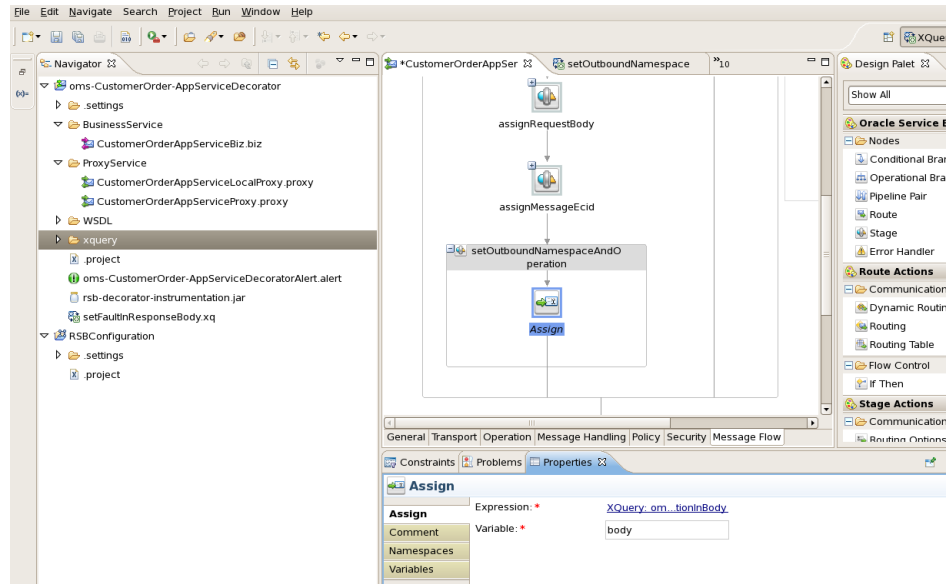 File Edit Navigate Search Project Run Window Help
XQue
Navigator
oms-CustomerOrder-AppServiceDecorator
.settings
BusinessService
CustomerOrderAppServiceBiz.biz
ProxyService
CustomerOrderAppServiceLocalProxy.proxy
CustomerOrderAppServiceProxy.proxy
WSDL
xquery
.project
oms-CustomerOrder-AppServiceDecoratorAlert.alert
rsb-decorator-instrumentation.jar
setFaultInResponseBody.xq
RSBConfiguration
.settings
.project
*CustomerOrderAppSer
setOutboundNamespace
»10
assignRequestBody
assignMessageEcid
setOutboundNamespaceAndO
peration
Assign
General Transport Operation Message Handling Policy Security Message Flow
Design Palet
Show All
Oracle Service
Nodes
Conditional Bran
Operational Bra
Pipeline Pair
Route
Stage
Error Handler
Route Actions
Communication
Dynamic Routin
Routing
Routing Table
Flow Control
If Then
Stage Actions
Communication
Routing Options
Constraints Problems Properties
Assign
Assign
Comment
Namespaces
Variables
Expression: * XQuery: om...tionInBody
Variable: * body